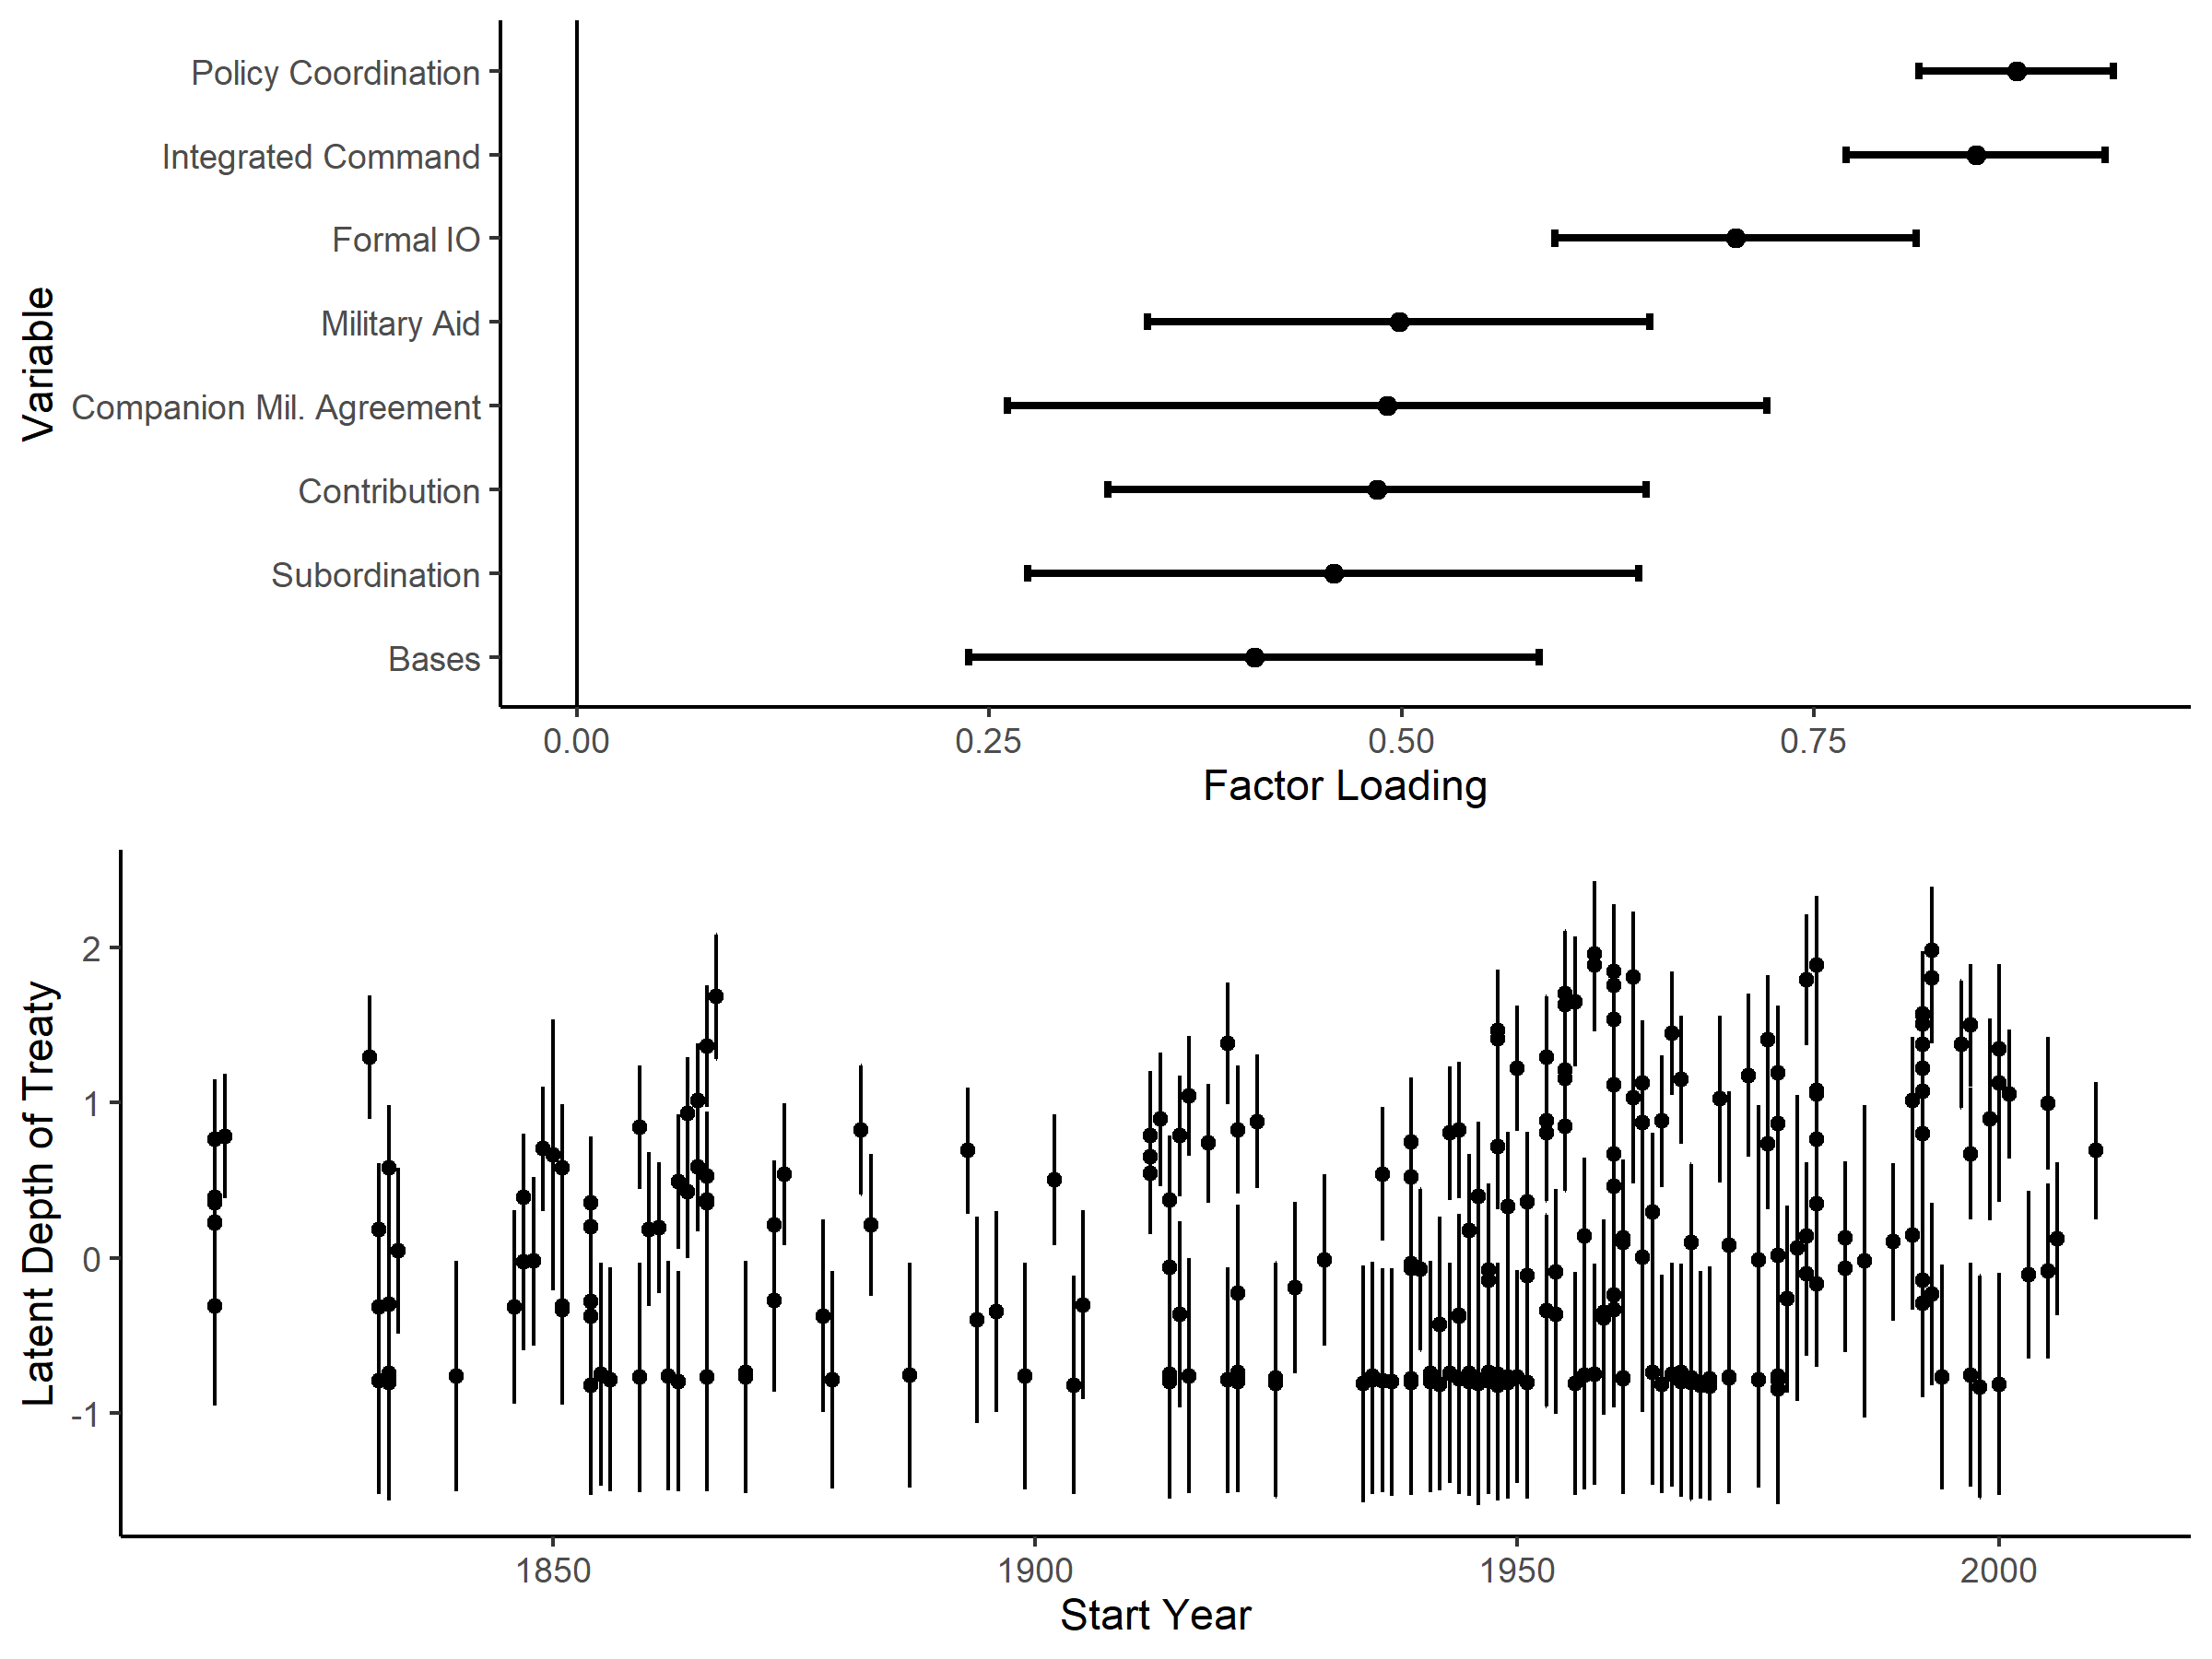 Variable
Policy Coordination
Integrated Command
Formal IO
Military Aid
Companion Mil. Agreement
Contribution
Subordination
Bases
0.00 0.25 0.50 0.75
Factor Loading
Latent Depth of Treaty
2
1
0
-1
1850 1900 1950 2000
Start Year